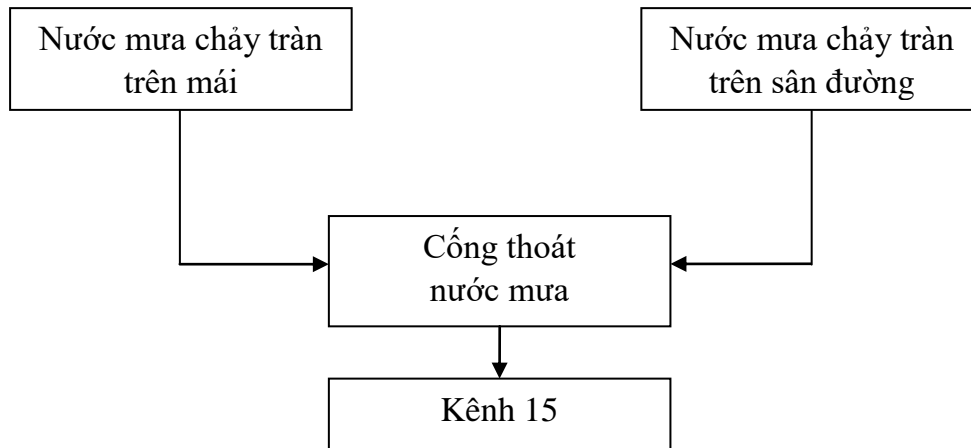 Nước mưa chảy tràn
trên mái
Nước mưa chảy tràn
trên sân đường
Cống thoát
nước mưa
Kênh 15